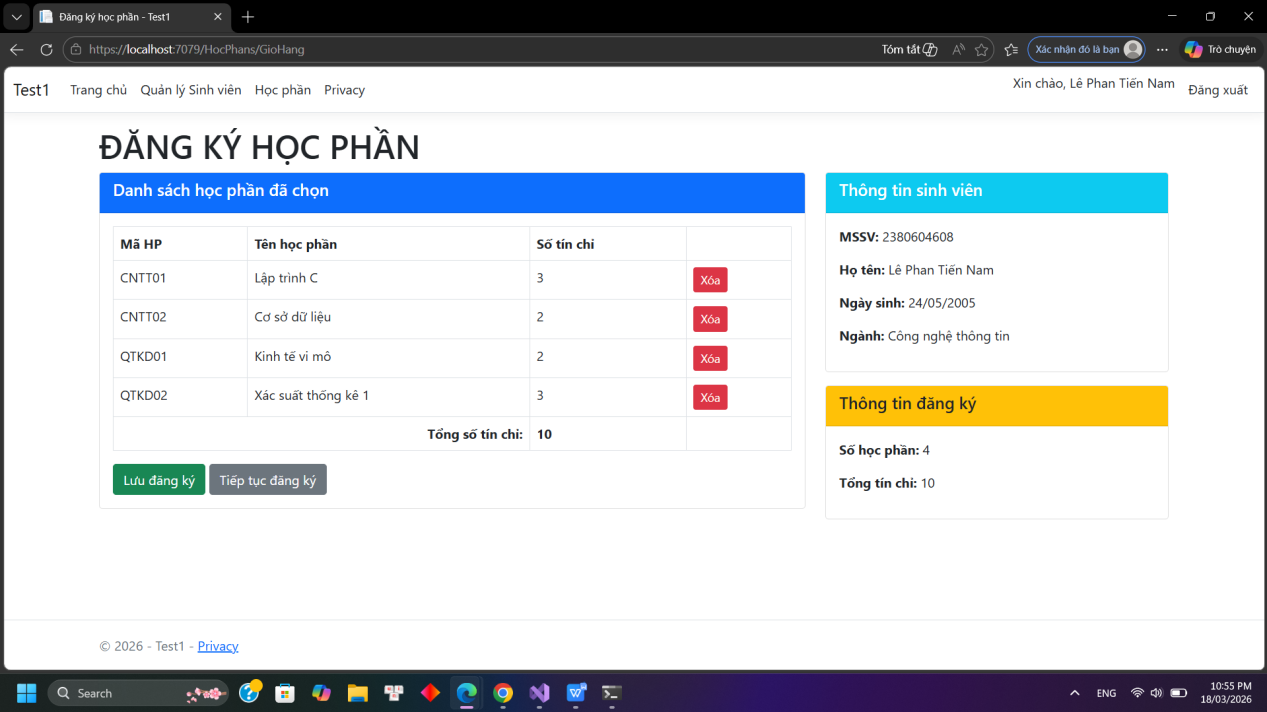 Đăng ký học phần - Test1
https://localhost:7079/HocPhans/GioHang
Tóm tắt
Xác nhận đó là bạn
Trò chuyện
Test1 Trang chủ Quản lý Sinh viên Học phần Privacy
Xin chào, Lê Phan Tiến Nam Đăng xuất
ĐĂNG KÝ HỌC PHẦN
Danh sách học phần đã chọn
Mã HP Tên học phần Số tín chỉ
CNTT01 Lập trình C 3 Xóa
CNTT02 Cơ sở dữ liệu 2 Xóa
QTKD01 Kinh tế vi mô 2 Xóa
QTKD02 Xác suất thống kê 1 3 Xóa
Tổng số tín chỉ: 10
Lưu đăng ký Tiếp tục đăng ký
Thông tin sinh viên
MSSV: 2380604608
Họ tên: Lê Phan Tiến Nam
Ngày sinh: 24/05/2005
Ngành: Công nghệ thông tin
Thông tin đăng ký
Số học phần: 4
Tổng tín chỉ: 10
© 2026 - Test1 - Privacy
Search
ENG
10:55 PM
18/03/2026